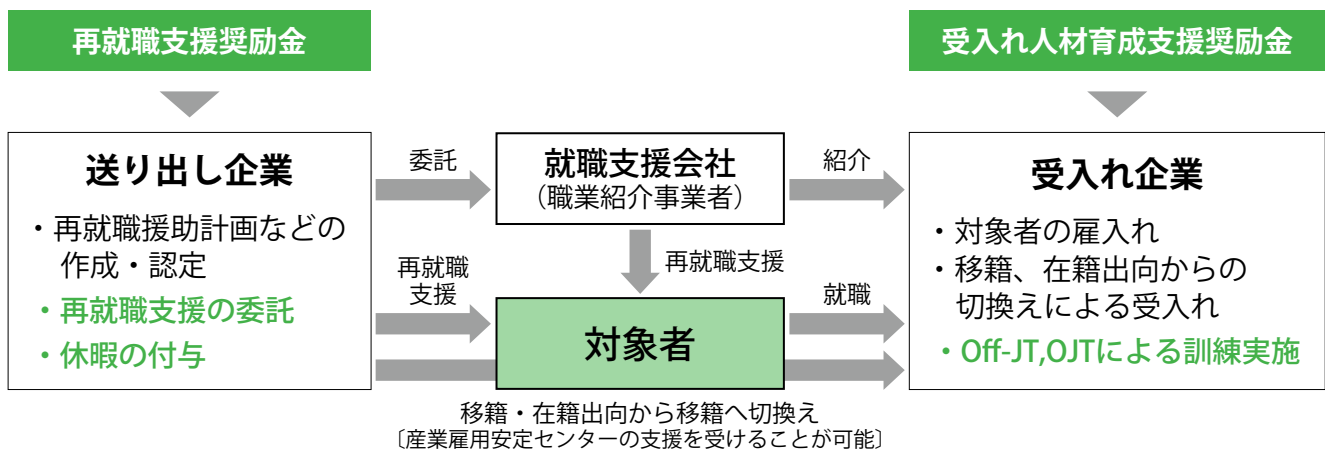 再就職支援奨励金
受入れ人材育成支援奨励金
送り出し企業
・再就職援助計画などの
作成・認定
・再就職支援の委託
・休暇の付与
委託
就職支援会社
（職業紹介事業者）
紹介
再就職支援
再就職
支援
対象者
就職
移籍・在籍出向から移籍へ切換え
〔産業雇用安定センターの支援を受けることが可能〕
受入れ企業
・対象者の雇入れ
・移籍、在籍出向からの
切換えによる受入れ
・Off-JT,OJTによる訓練実施